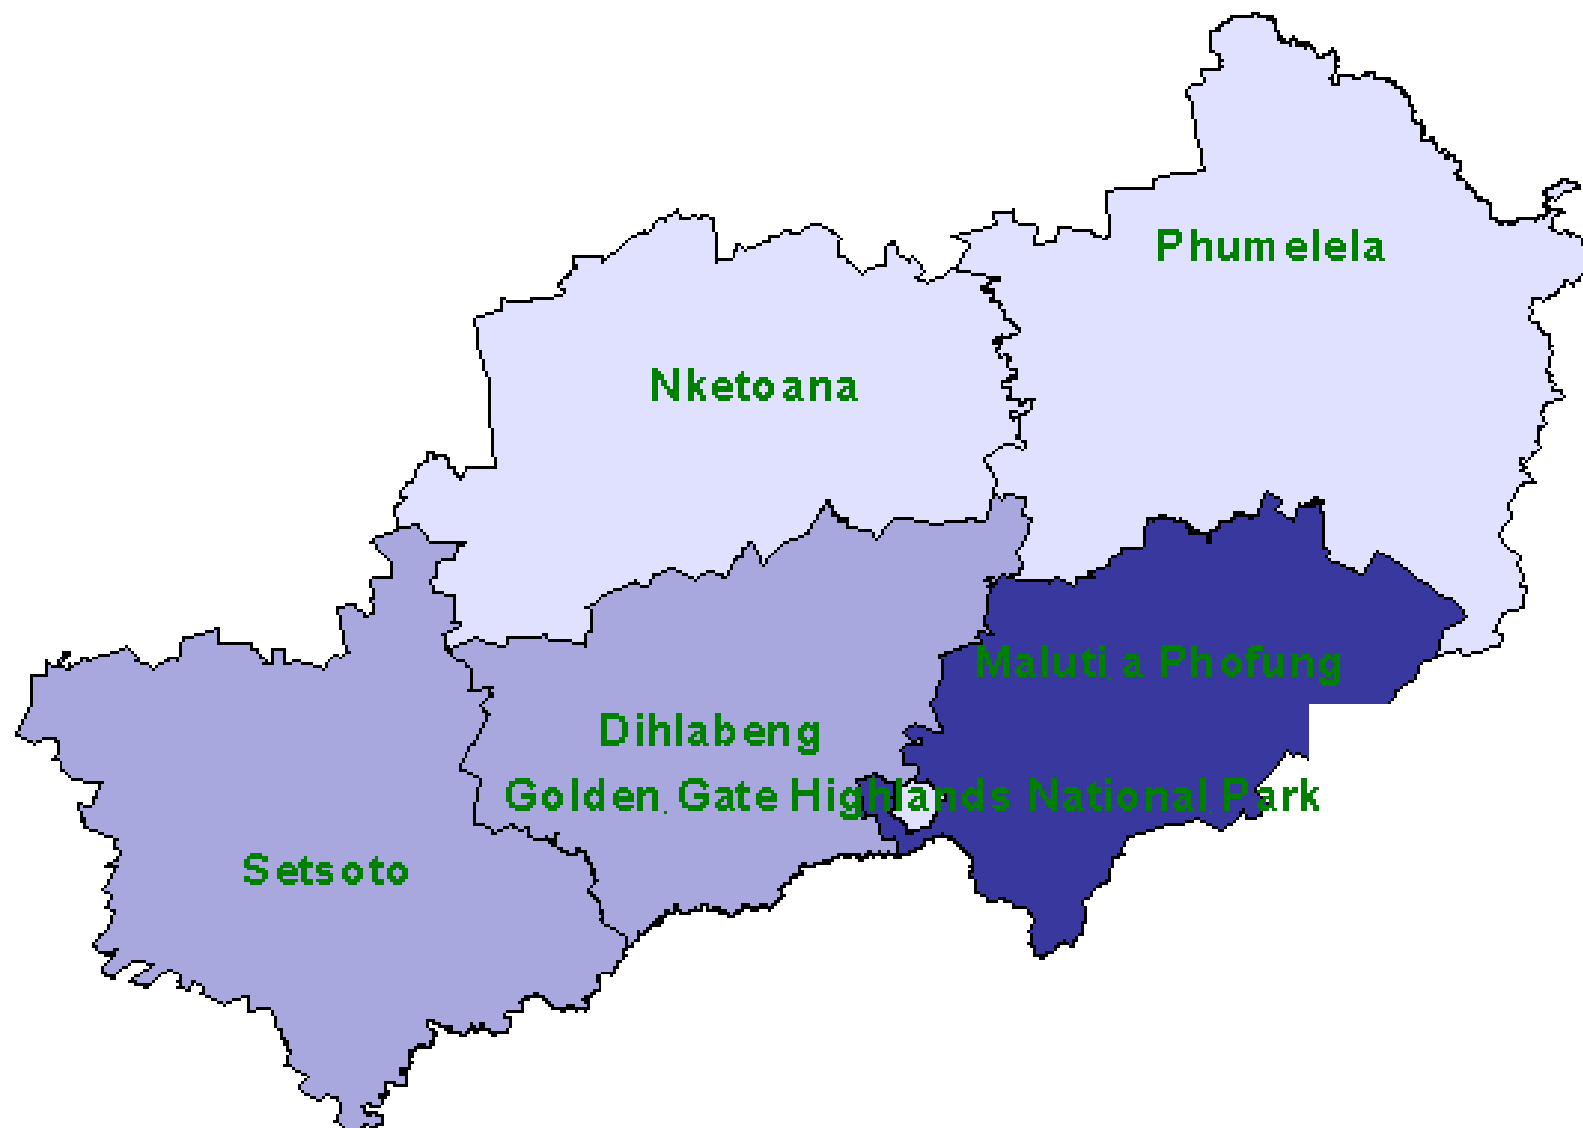 Phumelela
Nketoana
Maluti a Phofung
Dihlabeng
Golden Gate Highlands National Park
Setsoto